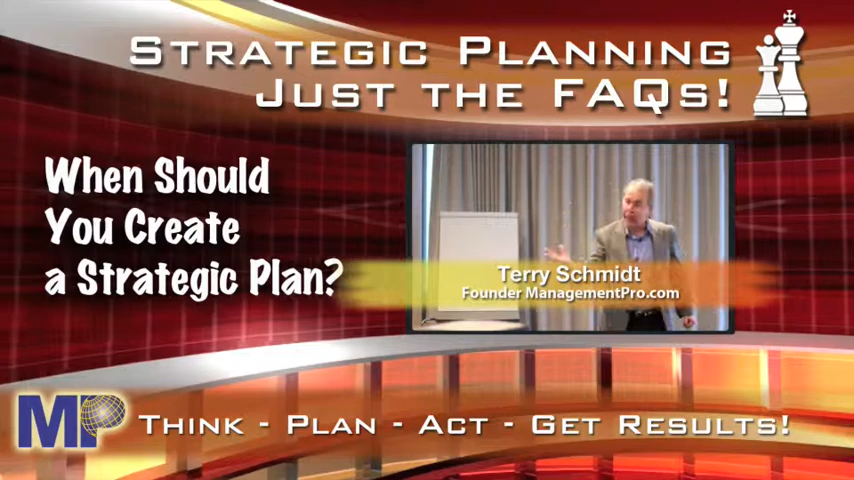 Strategic Planning
Just the FAQs!
When Should
You Create
a Strategic Plan?
Terry Schmidt
Founder ManagementPro.com
MP
Think - Plan - Act - Get Results!